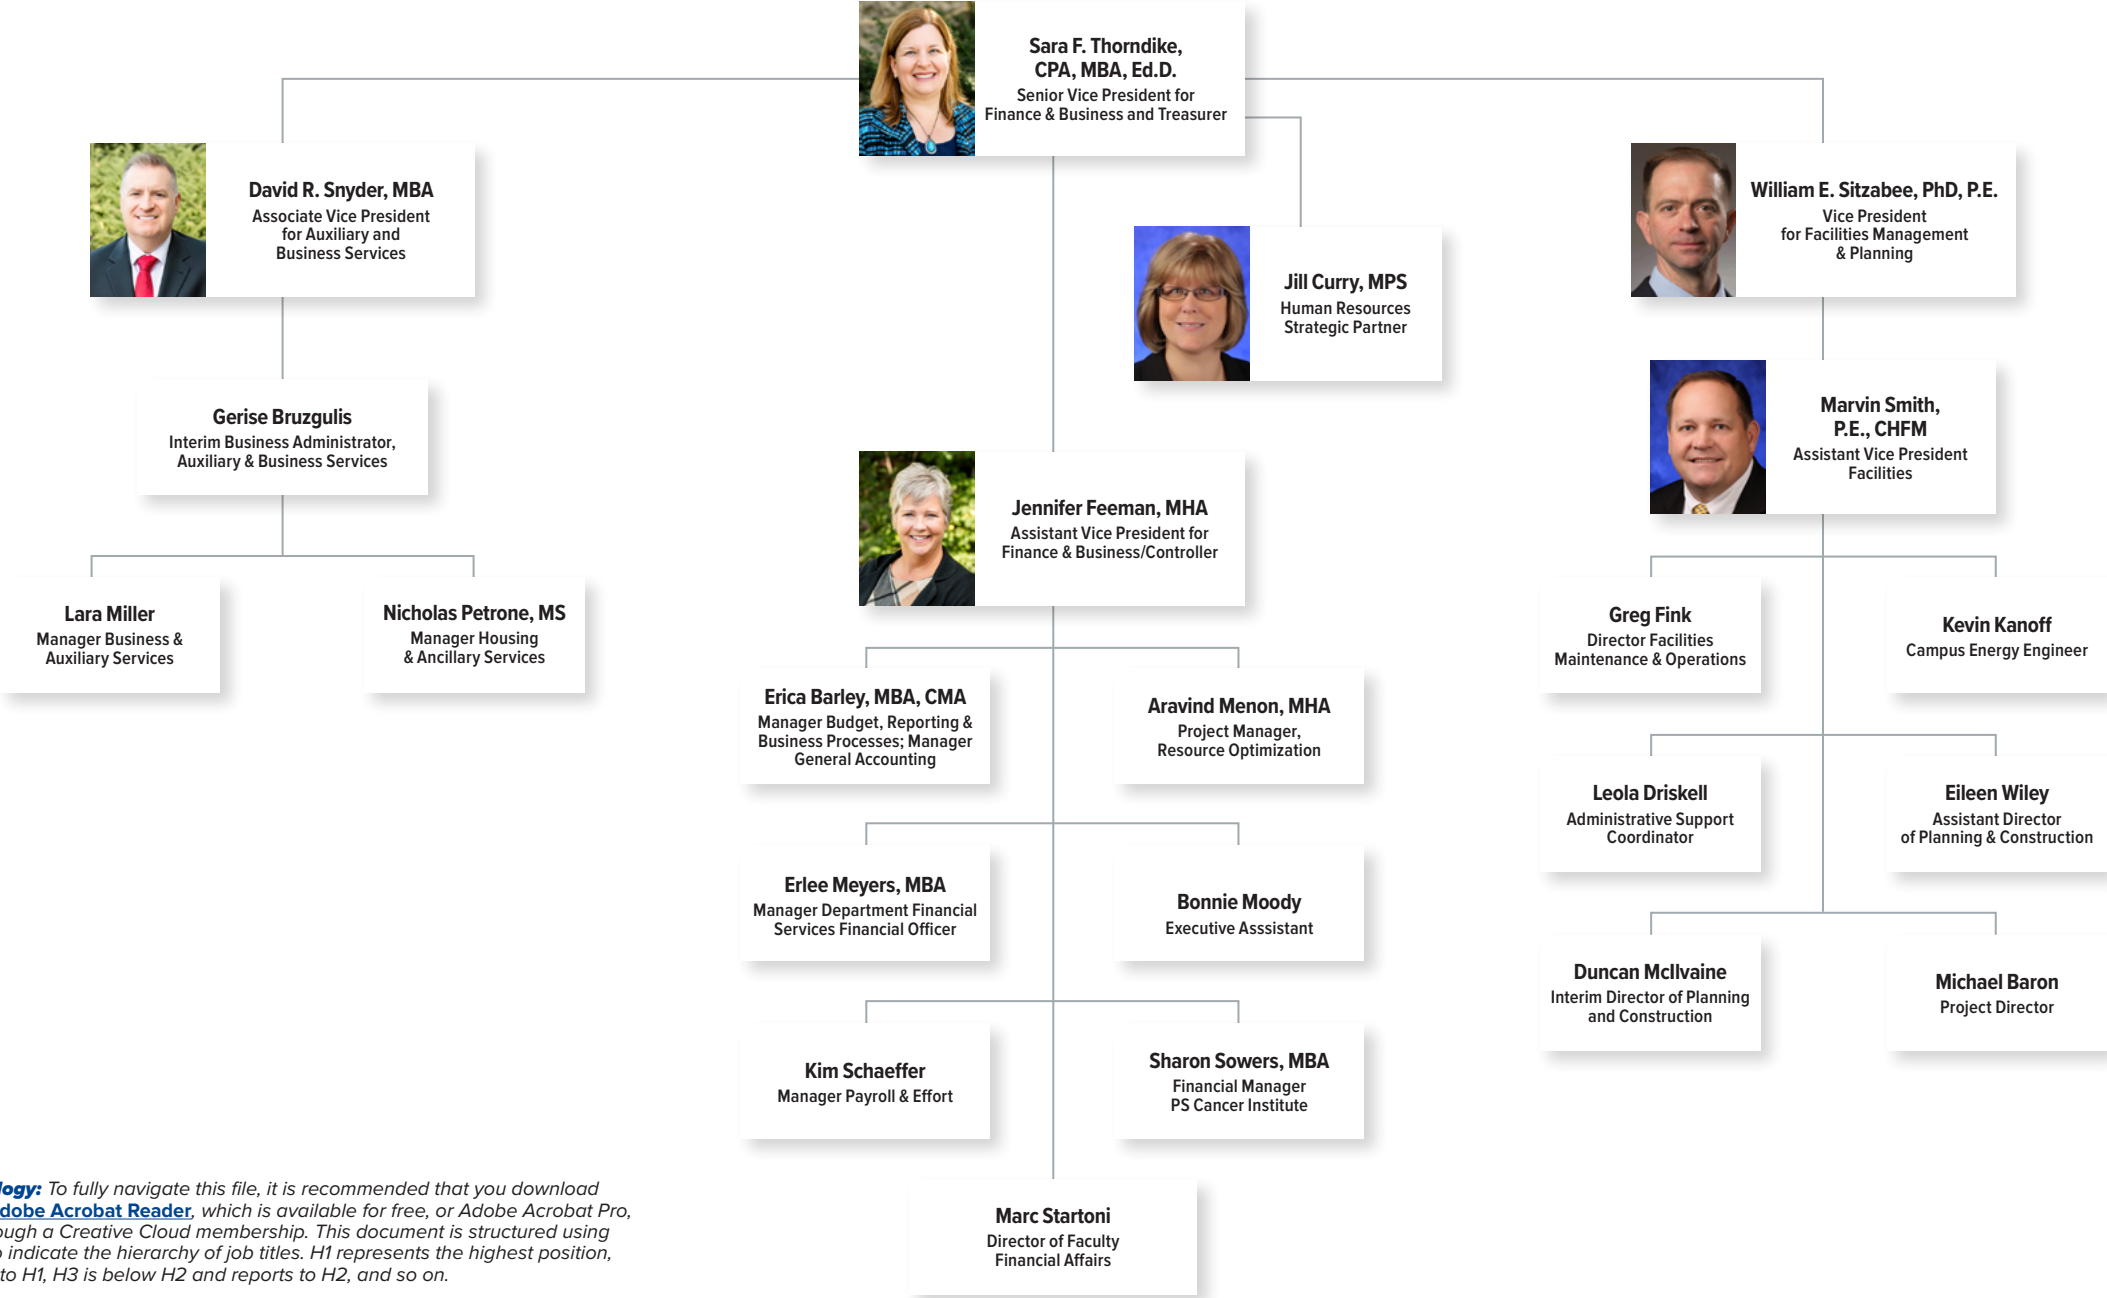 Sara F. Thorndike,
CPA, MBA, Ed.D.
Senior Vice President for
Finance & Business and Treasurer
David R. Snyder, MBA
Associate Vice President
for Auxiliary and
Business Services
Gerise Bruzgulis
Interim Business Administrator,
Auxiliary & Business Services
Lara Miller
Manager Business &
Auxiliary Services
Nicholas Petrone, MS
Manager Housing
& Ancillary Services
Jill Curry, MPS
Human Resources
Strategic Partner
Jennifer Feeman, MHA
Assistant Vice President for
Finance & Business/Controller
Erica Barley, MBA, CMA
Manager Budget, Reporting &
Business Processes; Manager
General Accounting
Aravind Menon, MHA
Project Manager,
Resource Optimization
Erlee Meyers, MBA
Manager Department Financial
Services Financial Officer
Bonnie Moody
Executive Asssistant
Kim Schaeffer
Manager Payroll & Effort
Sharon Sowers, MBA
Financial Manager
PS Cancer Institute
Marc Startoni
Director of Faculty
Financial Affairs
William E. Sitzabee, PhD, P.E.
Vice President
for Facilities Management
& Planning
Marvin Smith,
P.E., CHFM
Assistant Vice President
Facilities
Greg Fink
Director Facilities
Maintenance & Operations
Kevin Kanoff
Campus Energy Engineer
Leola Driskell
Administrative Support
Coordinator
Eileen Wiley
Assistant Director
of Planning & Construction
Duncan McIlvaine
Interim Director of Planning
and Construction
Michael Baron
Project Director
logy: To fully navigate this file, it is recommended that you download
dobe Acrobat Reader, which is available for free, or Adobe Acrobat Pro,
ough a Creative Cloud membership. This document is structured using
o indicate the hierarchy of job titles. H1 represents the highest position,
to H1, H3 is below H2 and reports to H2, and so on.